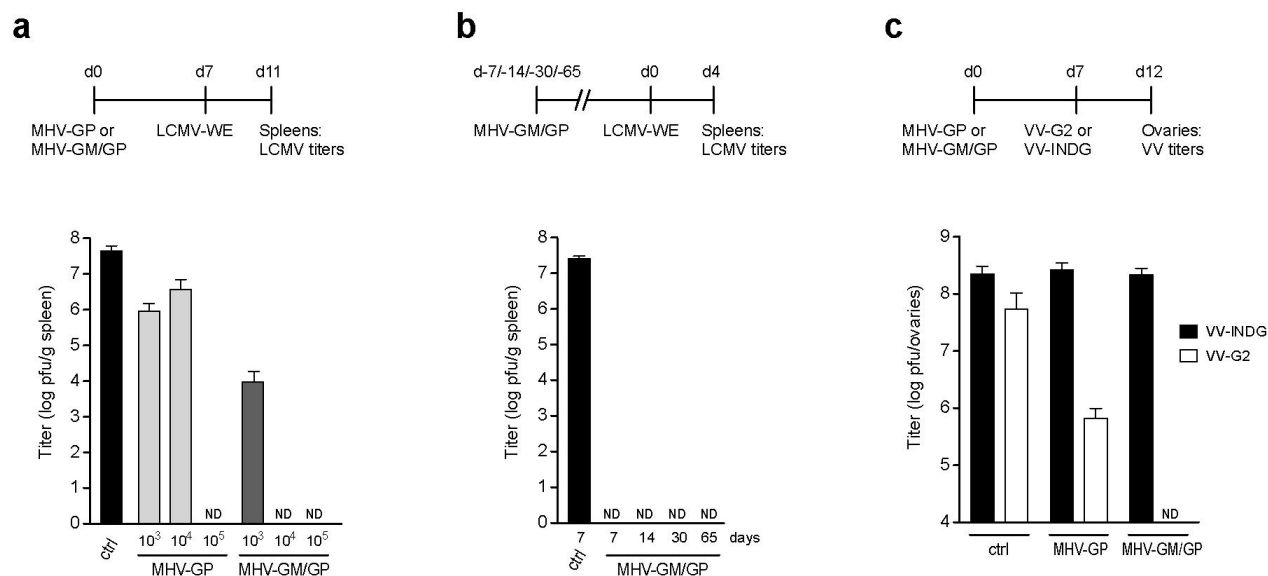 a
d0 d7 d11
MHV-GP or LCMV-WE Spleens:
MHV-GM/GP LCMV titers
Titer (log pfu/g spleen)
8
7
6
5
4
3
2
1
0
ND ND ND
ctrl 10³ 10⁴ 10⁵ 10³ 10⁴ 10⁵
MHV-GP MHV-GM/GP
b
d-7/-14/-30/-65 d0 d4
MHV-GM/GP LCMV-WE Spleens:
LCMV titers
Titer (log pfu/g spleen)
8
7
6
5
4
3
2
1
0
ND ND ND ND
7 7 14 30 65 days
ctrl MHV-GM/GP
c
d0 d7 d12
MHV-GP or VV-G2 or Ovaries:
MHV-GM/GP VV-INDG VV titers
Titer (log pfu/ovaries)
9
8
7
6
5
4
ND
ctrl MHV-GP MHV-GM/GP
VV-INDG
VV-G2